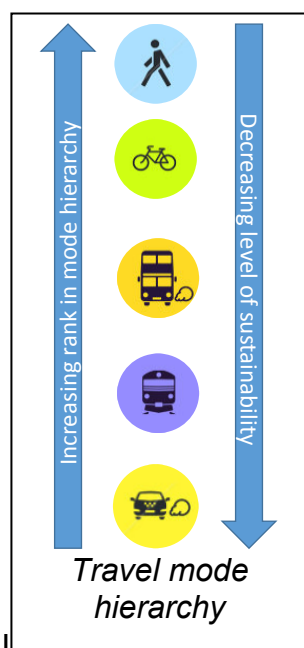 Increasing rank in mode hierarchy
Decreasing level of sustainability
Travel mode
hierarchy